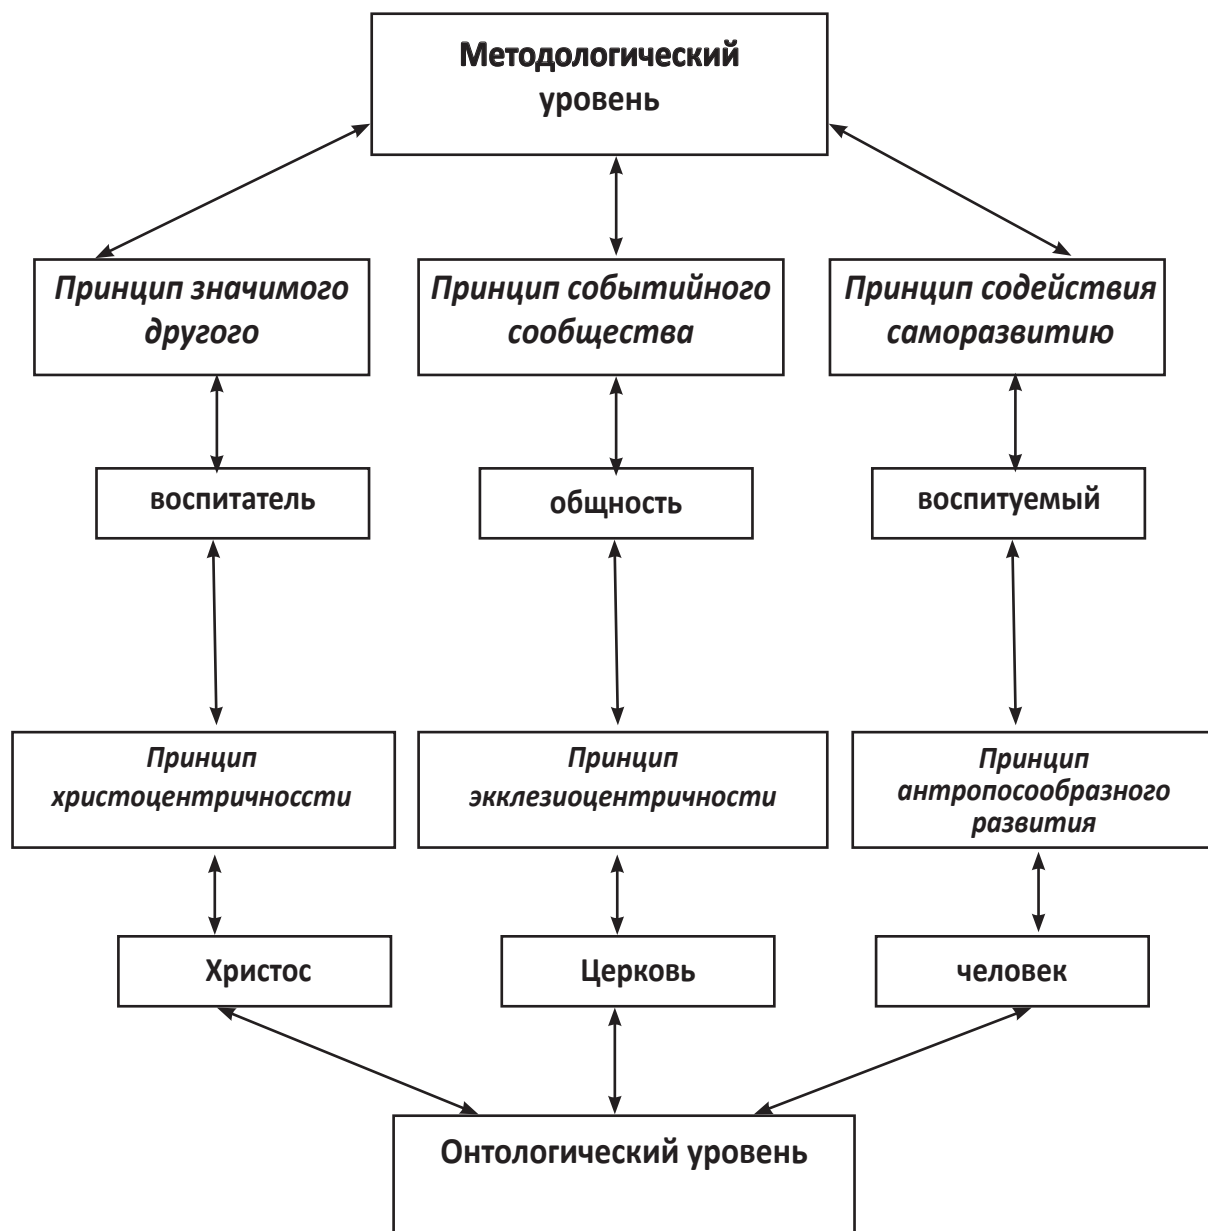 Методологический
уровень
Принцип значимого
другого
Принцип событийного
сообщества
Принцип содействия
саморазвитию
воспитатель
общность
воспитуемый
Принцип
христоцентричноссти
Принцип
экклезиоцентричности
Принцип
антропосообразного
развития
Христос
Церковь
человек
Онтологический уровень